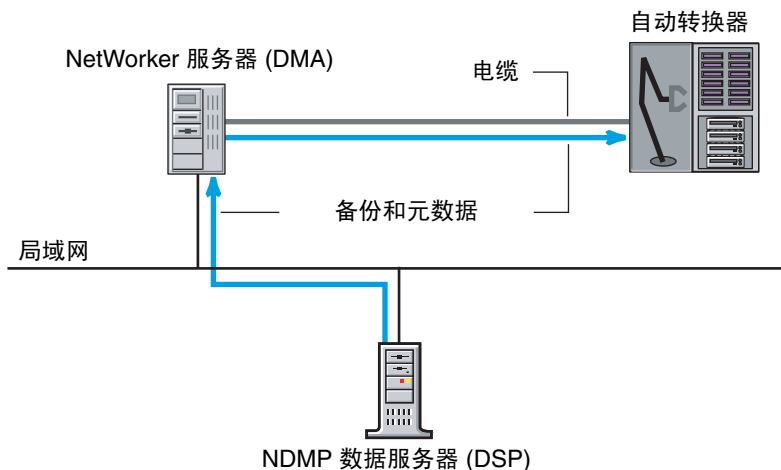 自动转换器
NetWorker 服务器 (DMA)
电缆
备份和元数据
局域网
NDMP 数据服务器 (DSP)